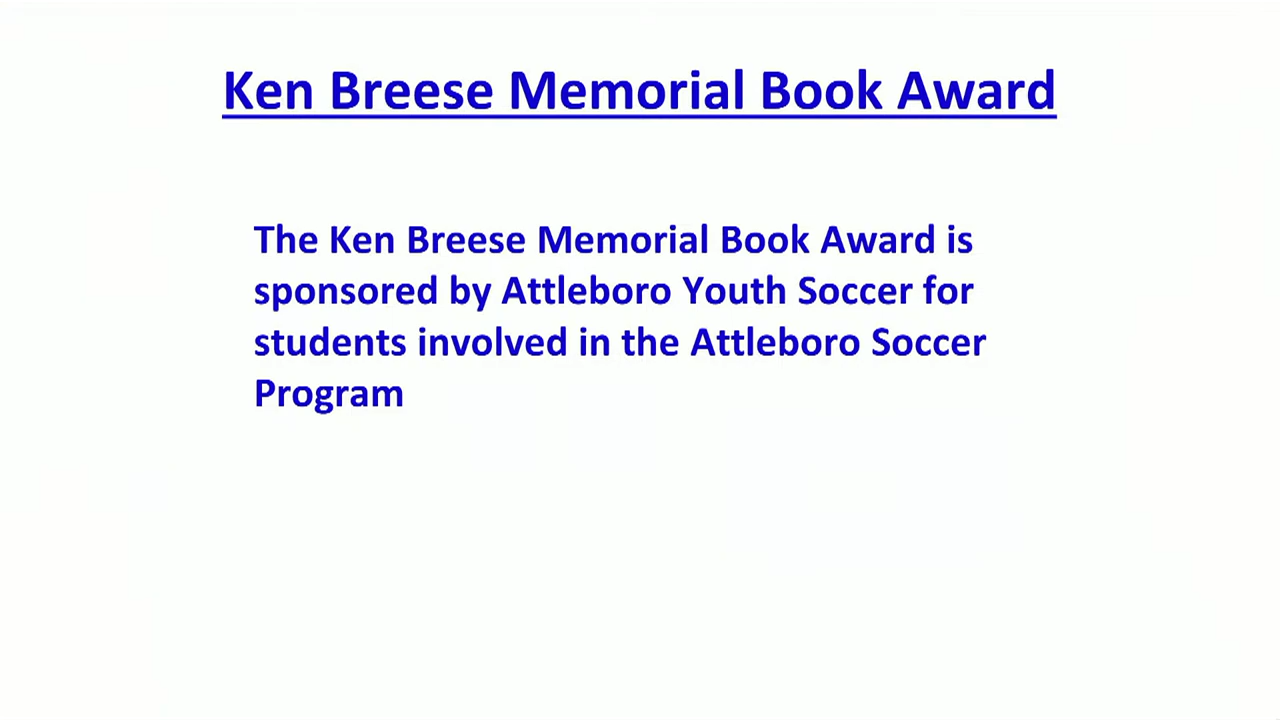 Ken Breese Memorial Book Award
The Ken Breese Memorial Book Award is
sponsored by Attleboro Youth Soccer for
students involved in the Attleboro Soccer
Program